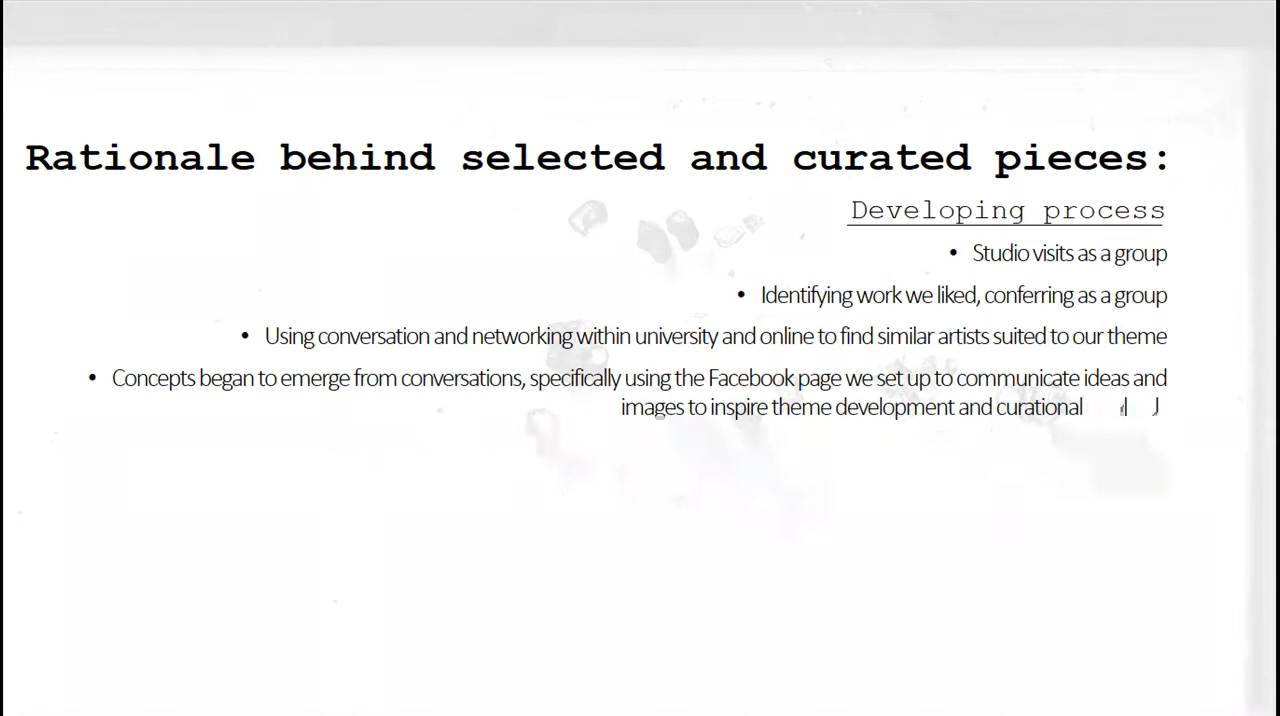 Rationale behind selected and curated pieces:
Developing process
• Studio visits as a group
• Identifying work we liked, conferring as a group
• Using conversation and networking within university and online to find similar artists suited to our theme
• Concepts began to emerge from conversations, specifically using the Facebook page we set up to communicate ideas and
images to inspire theme development and curational